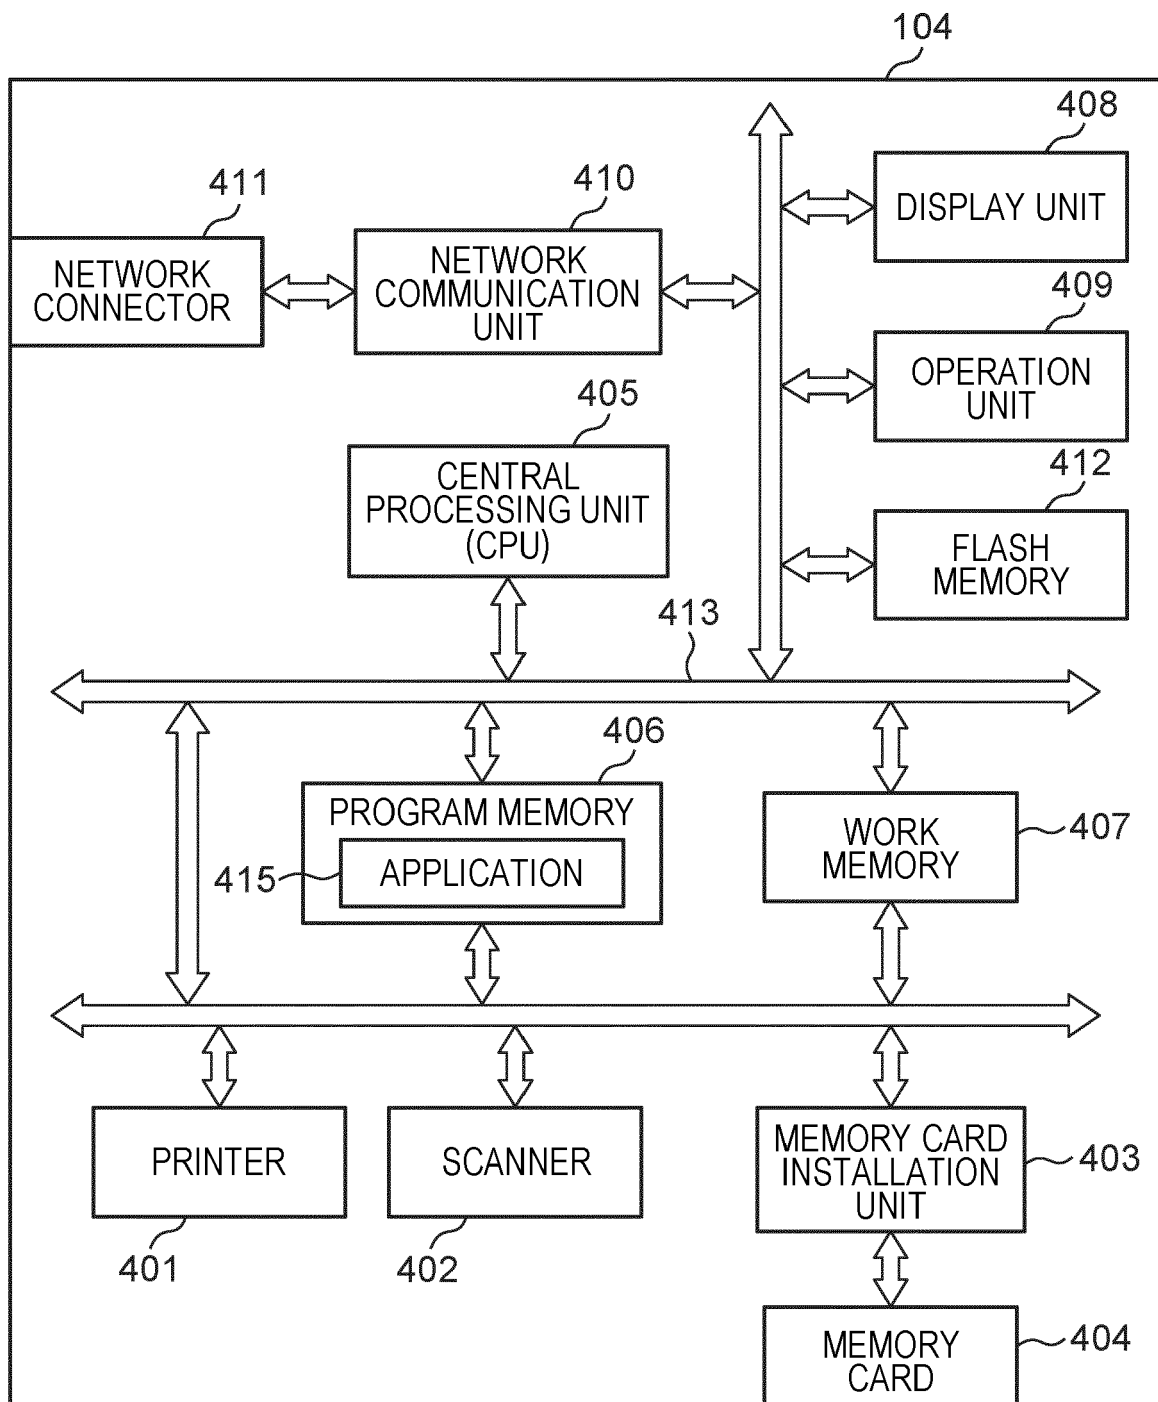 104
408
DISPLAY UNIT
411
NETWORK
CONNECTOR
410
NETWORK
COMMUNICATION
UNIT
409
OPERATION
UNIT
405
CENTRAL
PROCESSING UNIT
(CPU)
412
FLASH
MEMORY
413
406
PROGRAM MEMORY
415
APPLICATION
WORK
MEMORY
407
PRINTER
401
SCANNER
402
MEMORY CARD
INSTALLATION
UNIT
403
MEMORY
CARD
404